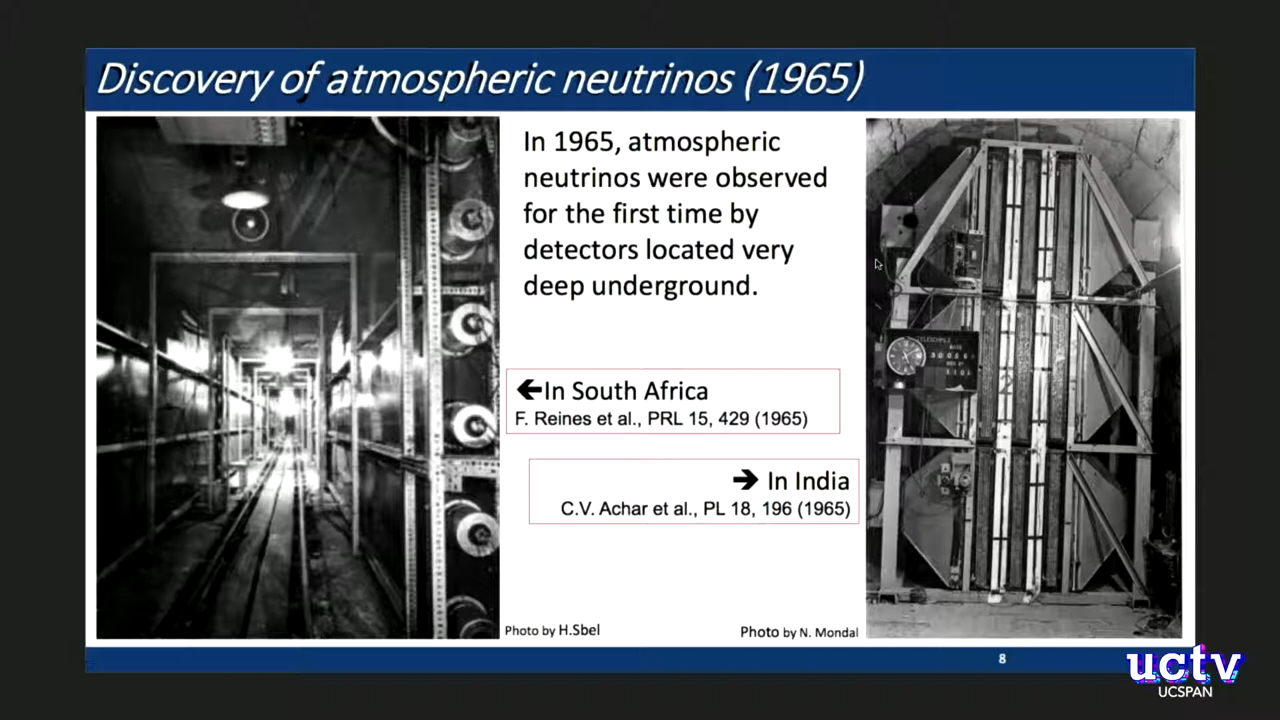 Discovery of atmospheric neutrinos (1965)
In 1965, atmospheric
neutrinos were observed
for the first time by
detectors located very
deep underground.
←In South Africa
F. Reines et al., PRL 15, 429 (1965)
→ In India
C.V. Achar et al., PL 18, 196 (1965)
Photo by H.Sbel
Photo by N. Mondal
8
uctv
UCSPAN